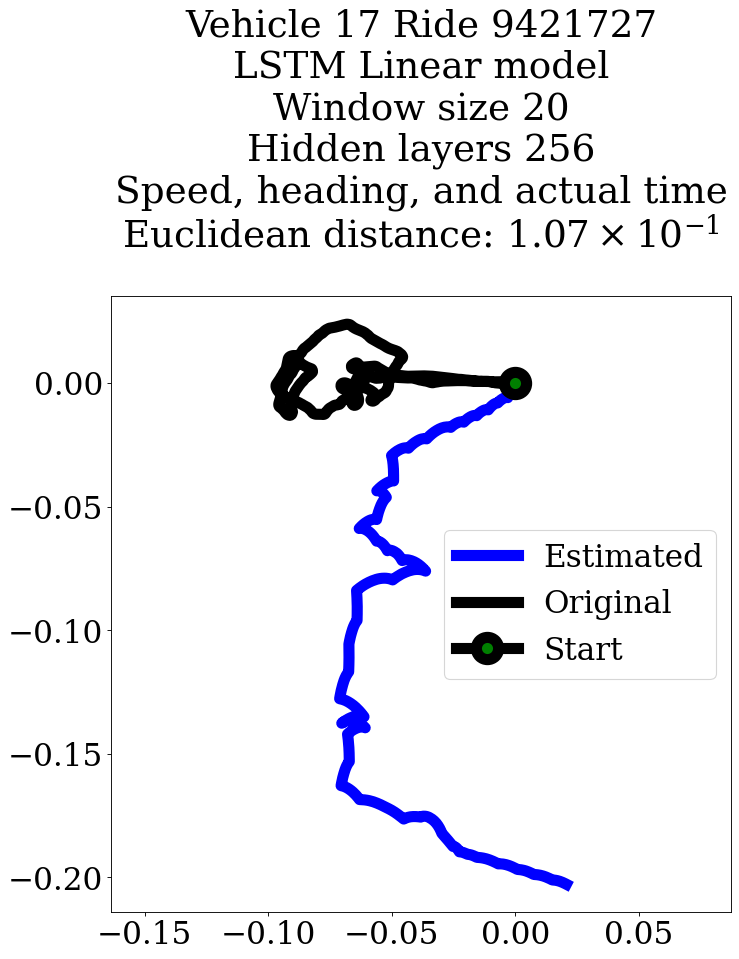 Vehicle 17 Ride 9421727
LSTM Linear model
Window size 20
Hidden layers 256
Speed, heading, and actual time
Euclidean distance: 1.07 × 10⁻¹
0.00
−0.05
−0.10
−0.15
−0.20
Estimated
Original
Start
−0.15 −0.10 −0.05 0.00 0.05